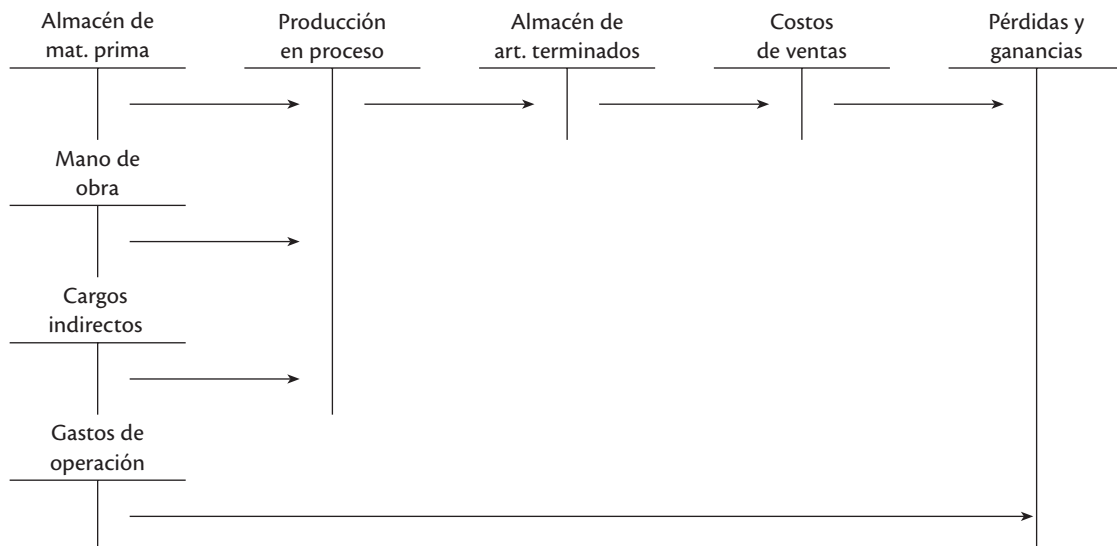 Almacén de
mat. prima
Producción
en proceso
Almacén de
art. terminados
Costos
de ventas
Pérdidas y
ganancias
Mano de
obra
Cargos
indirectos
Gastos de
operación